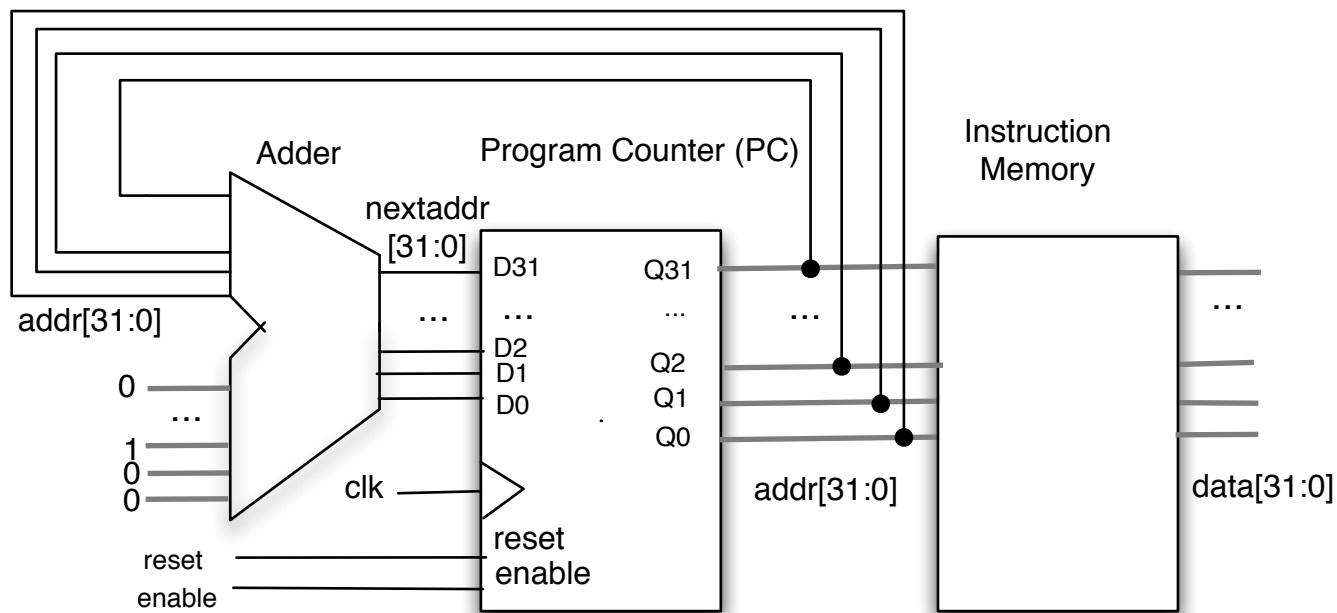 Adder
Program Counter (PC)
Instruction
Memory
nextaddr
[31:0]
addr[31:0]
0
...
1
0
0
...
D31
...
D2
D1
D0
Q31
...
Q2
Q1
Q0
...
...
clk
reset
enable
reset
enable
addr[31:0]
data[31:0]